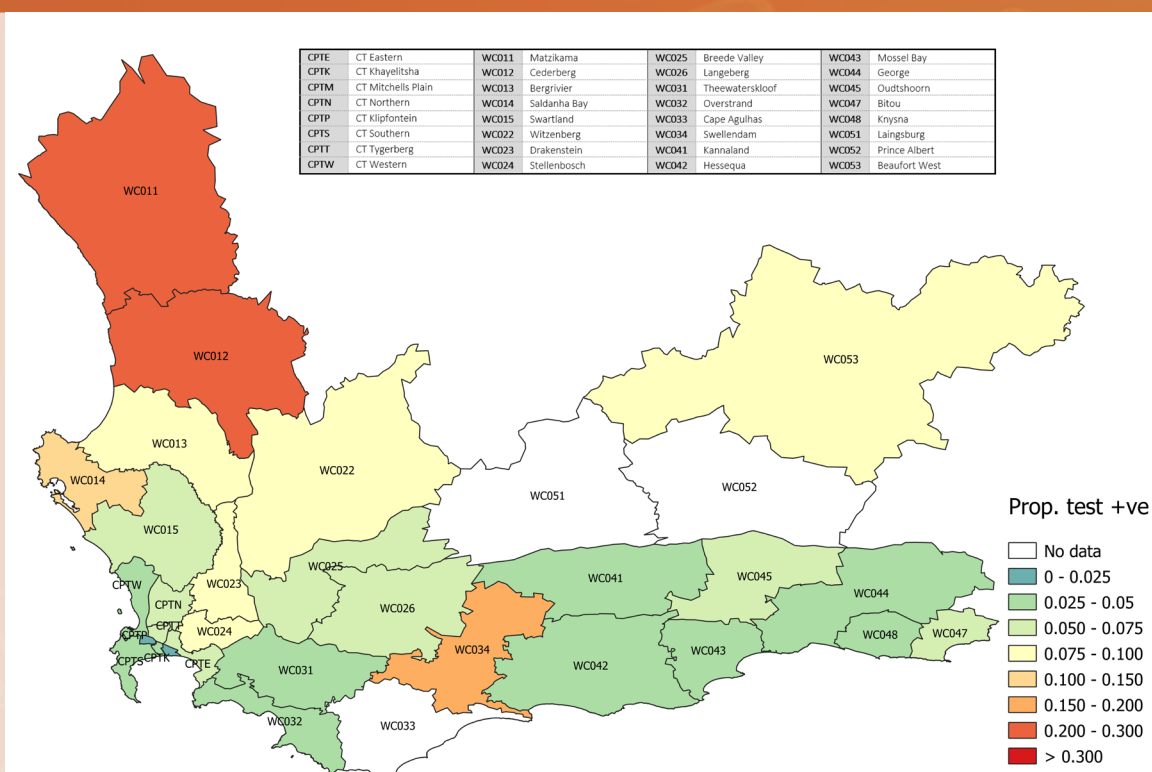 CPTE CT Eastern WC011 Matzikama WC025 Breede Valley WC043 Mossel Bay
CPTK CT Khayelitsha WC012 Cederberg WC026 Langeberg WC044 George
CPTM CT Mitchells Plain WC013 Bergrivier WC031 Theewaterskloof WC045 Oudtshoorn
CPTN CT Northern WC014 Saldanha Bay WC032 Overstrand WC047 Bitou
CPTP CT Klipfontein WC015 Swartland WC033 Cape Agulhas WC048 Knysna
CPTS CT Southern WC022 Witzenberg WC034 Swellendam WC051 Laingsburg
CPTT CT Tygerberg WC023 Drakenstein WC041 Kannaland WC052 Prince Albert
CPTW CT Western WC024 Stellenbosch WC042 Hessequa WC053 Beaufort West
WC011
WC012
WC053
WC013
WC022
WC014
WC051
WC052
WC015
WC025
CPTW
WC023
WC041
WC045
WC044
CPTN
WC026
WC024
CPTP
WC034
WC048
WC047
CPTS
CPTK
CPTE
WC031
WC042
WC043
WC032
WC033
Prop. test +ve
No data
0 - 0.025
0.025 - 0.05
0.050 - 0.075
0.075 - 0.100
0.100 - 0.150
0.150 - 0.200
0.200 - 0.300
> 0.300